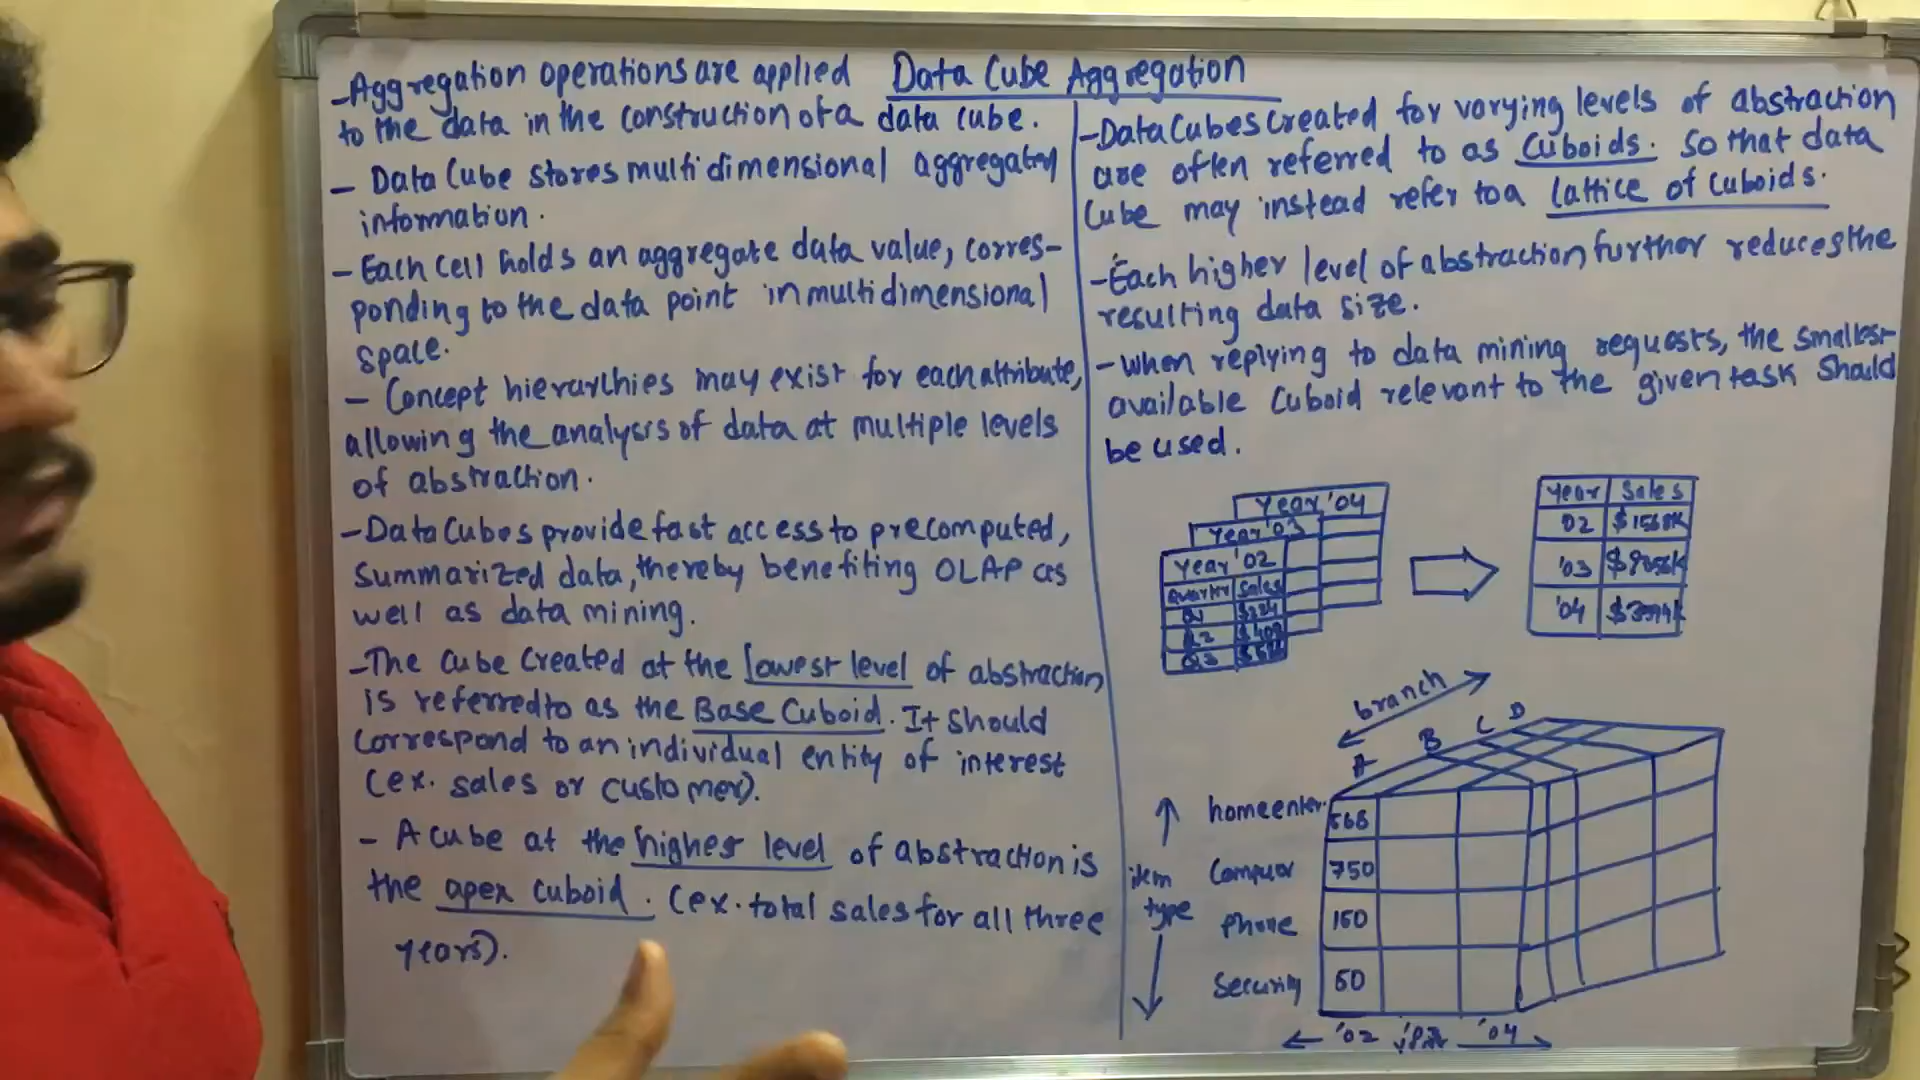 Data Cube Aggregation
-Aggregation operations are applied
to the data in the construction of a data cube.
- Data Cube stores multidimensional aggregated
information.
-Each cell holds an aggregate data value, corres-
ponding to the data point in multidimensional
space.
- Concept hierarchies may exist for each attribute,
allowing the analysis of data at multiple levels
of abstraction.
-Data Cubes provide fast access to precomputed,
summarized data, thereby benefiting OLAP as
well as data mining.
-The cube created at the lowest level of abstraction
is referred to as the Base Cuboid. It should
correspond to an individual entity of interest
(ex. sales or customer).
- A cube at the highest level of abstraction is
the apex cuboid. (ex. total sales for all three
years).
-Data Cubes created for varying levels of abstraction
are often referred to as Cuboids. So that data
Cube may instead refer to a lattice of cuboids.
-Each higher level of abstraction further reduces the
resulting data size.
-When replying to data mining requests, the smallest
available Cuboid relevant to the given task should
be used.
Year '04
Year '03
Year '02
Quarter Sales
Q1 $224
Q2 $408
Q3
Year Sales
'02 $1568K
'03
'04
branch
A B C D
homeenter. 568
Compuer 750
Phone 150
Security 50
item
type
'02 '04